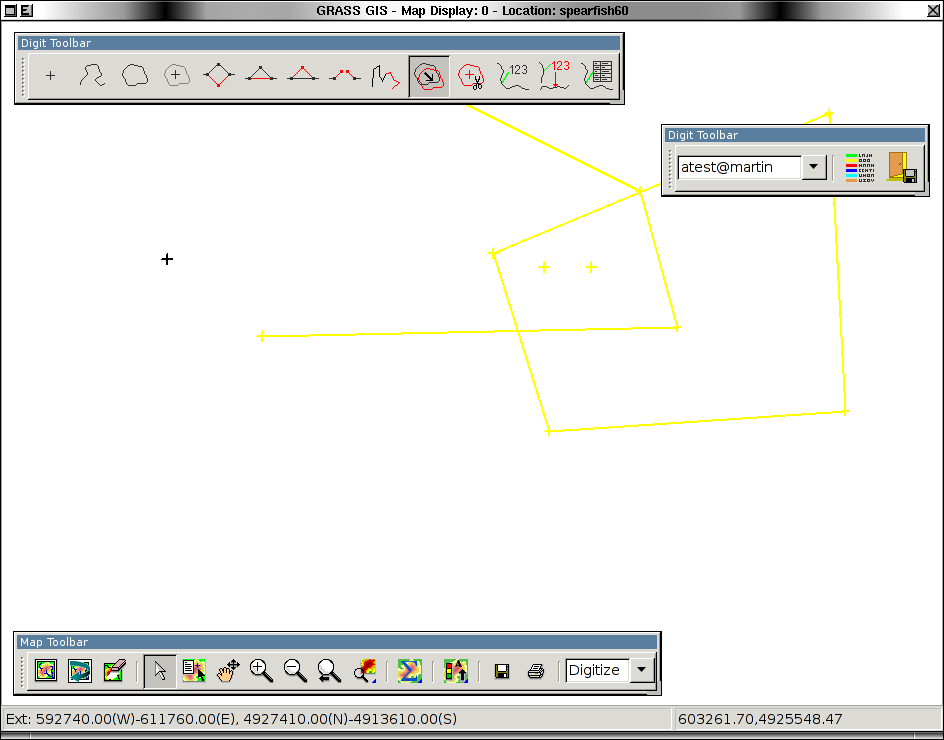 GRASS GIS - Map Display: 0 - Location: spearfish60
Digit Toolbar
123
123
Digit Toolbar
atest@martin
Map Toolbar
Digitize
Ext: 592740.00(W)-611760.00(E), 4927410.00(N)-4913610.00(S)
603261.70,4925548.47